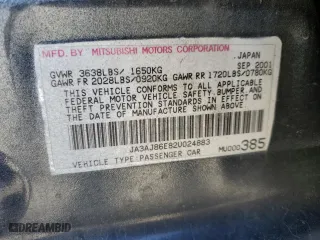 MFD BY MITSUBISHI MOTORS CORPORATION
JAPAN
GVWR 3638LBS/ 1650KG SEP 2001
GAWR FR 2028LBS/0920KG GAWR RR 1720LBS/0780KG
THIS VEHICLE CONFORMS TO ALL APPLICABLE
FEDERAL MOTOR VEHICLE SAFETY, BUMPER, AND
THEFT PREVENTION STANDARDS IN EFFECT ON THE
DATE OF MANUFACTURE SHOWN ABOVE.
JA3AJ86E82U024883
VEHICLE TYPE:PASSENGER CAR MU000385